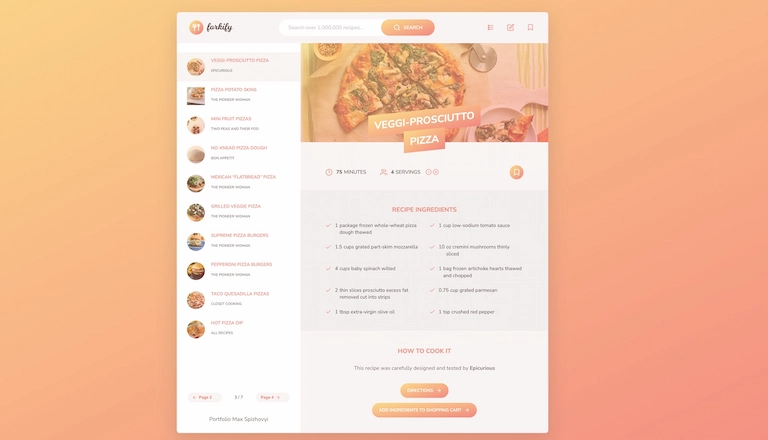 forkify
Search over 1,000,000 recipes...
SEARCH
VEGGI-PROSCIUTTO PIZZA
EPICURIOUS
PIZZA POTATO SKINS
THE PIONEER WOMAN
MINI FRUIT PIZZAS
TWO PEAS AND THEIR POD
NO-KNEAD PIZZA DOUGH
BON APPETIT
MEXICAN "FLATBREAD" PIZZA
THE PIONEER WOMAN
GRILLED VEGGIE PIZZA
THE PIONEER WOMAN
SUPREME PIZZA BURGERS
THE PIONEER WOMAN
PEPPERONI PIZZA BURGERS
THE PIONEER WOMAN
TACO QUESADILLA PIZZAS
CLOSET COOKING
HOT PIZZA DIP
ALL RECIPES
Page 2
3 / 7
Page 4
Portfolio Max Spizhovyi
VEGGI-PROSCIUTTO
PIZZA
75 MINUTES
4 SERVINGS
RECIPE INGREDIENTS
1 package frozen whole-wheat pizza
dough thawed
1 cup low-sodium tomato sauce
1.5 cups grated part-skim mozzarella
10 oz cremini mushrooms thinly
sliced
4 cups baby spinach wilted
1 bag frozen artichoke hearts thawed
and chopped
2 thin slices prosciutto excess fat
removed cut into strips
0.75 cup grated parmesan
1 tbsp extra-virgin olive oil
1 tsp crushed red pepper
HOW TO COOK IT
This recipe was carefully designed and tested by Epicurious
DIRECTIONS
ADD INGREDIENTS TO SHOPPING CART